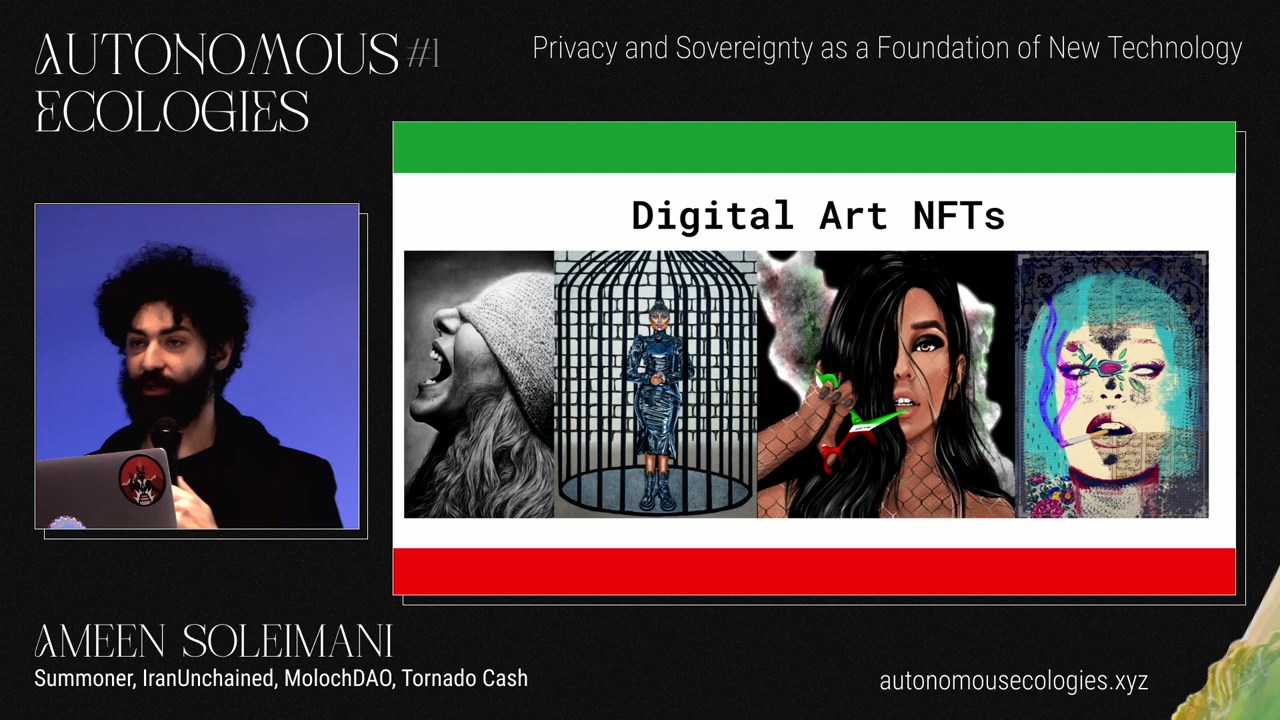 AUTONOMOUS #1
ECOLOGIES
Privacy and Sovereignty as a Foundation of New Technology
Digital Art NFTs
AMEEN SOLEIMANI
Summoner, IranUnchained, MolochDAO, Tornado Cash
autonomousecologies.xyz